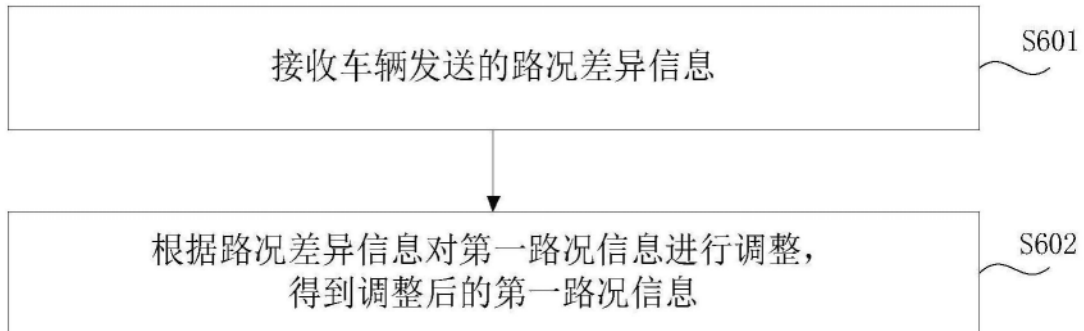 接收车辆发送的路况差异信息
S601
根据路况差异信息对第一路况信息进行调整，
得到调整后的第一路况信息
S602